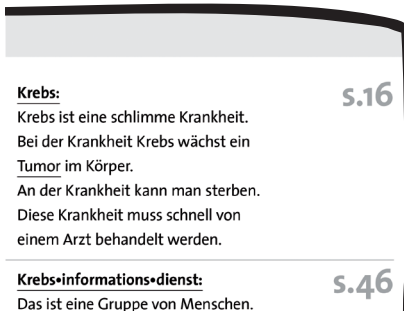 Krebs:
s.16
Krebs ist eine schlimme Krankheit.
Bei der Krankheit Krebs wächst ein
Tumor im Körper.
An der Krankheit kann man sterben.
Diese Krankheit muss schnell von
einem Arzt behandelt werden.
Krebs•informations•dienst:
s.46
Das ist eine Gruppe von Menschen.